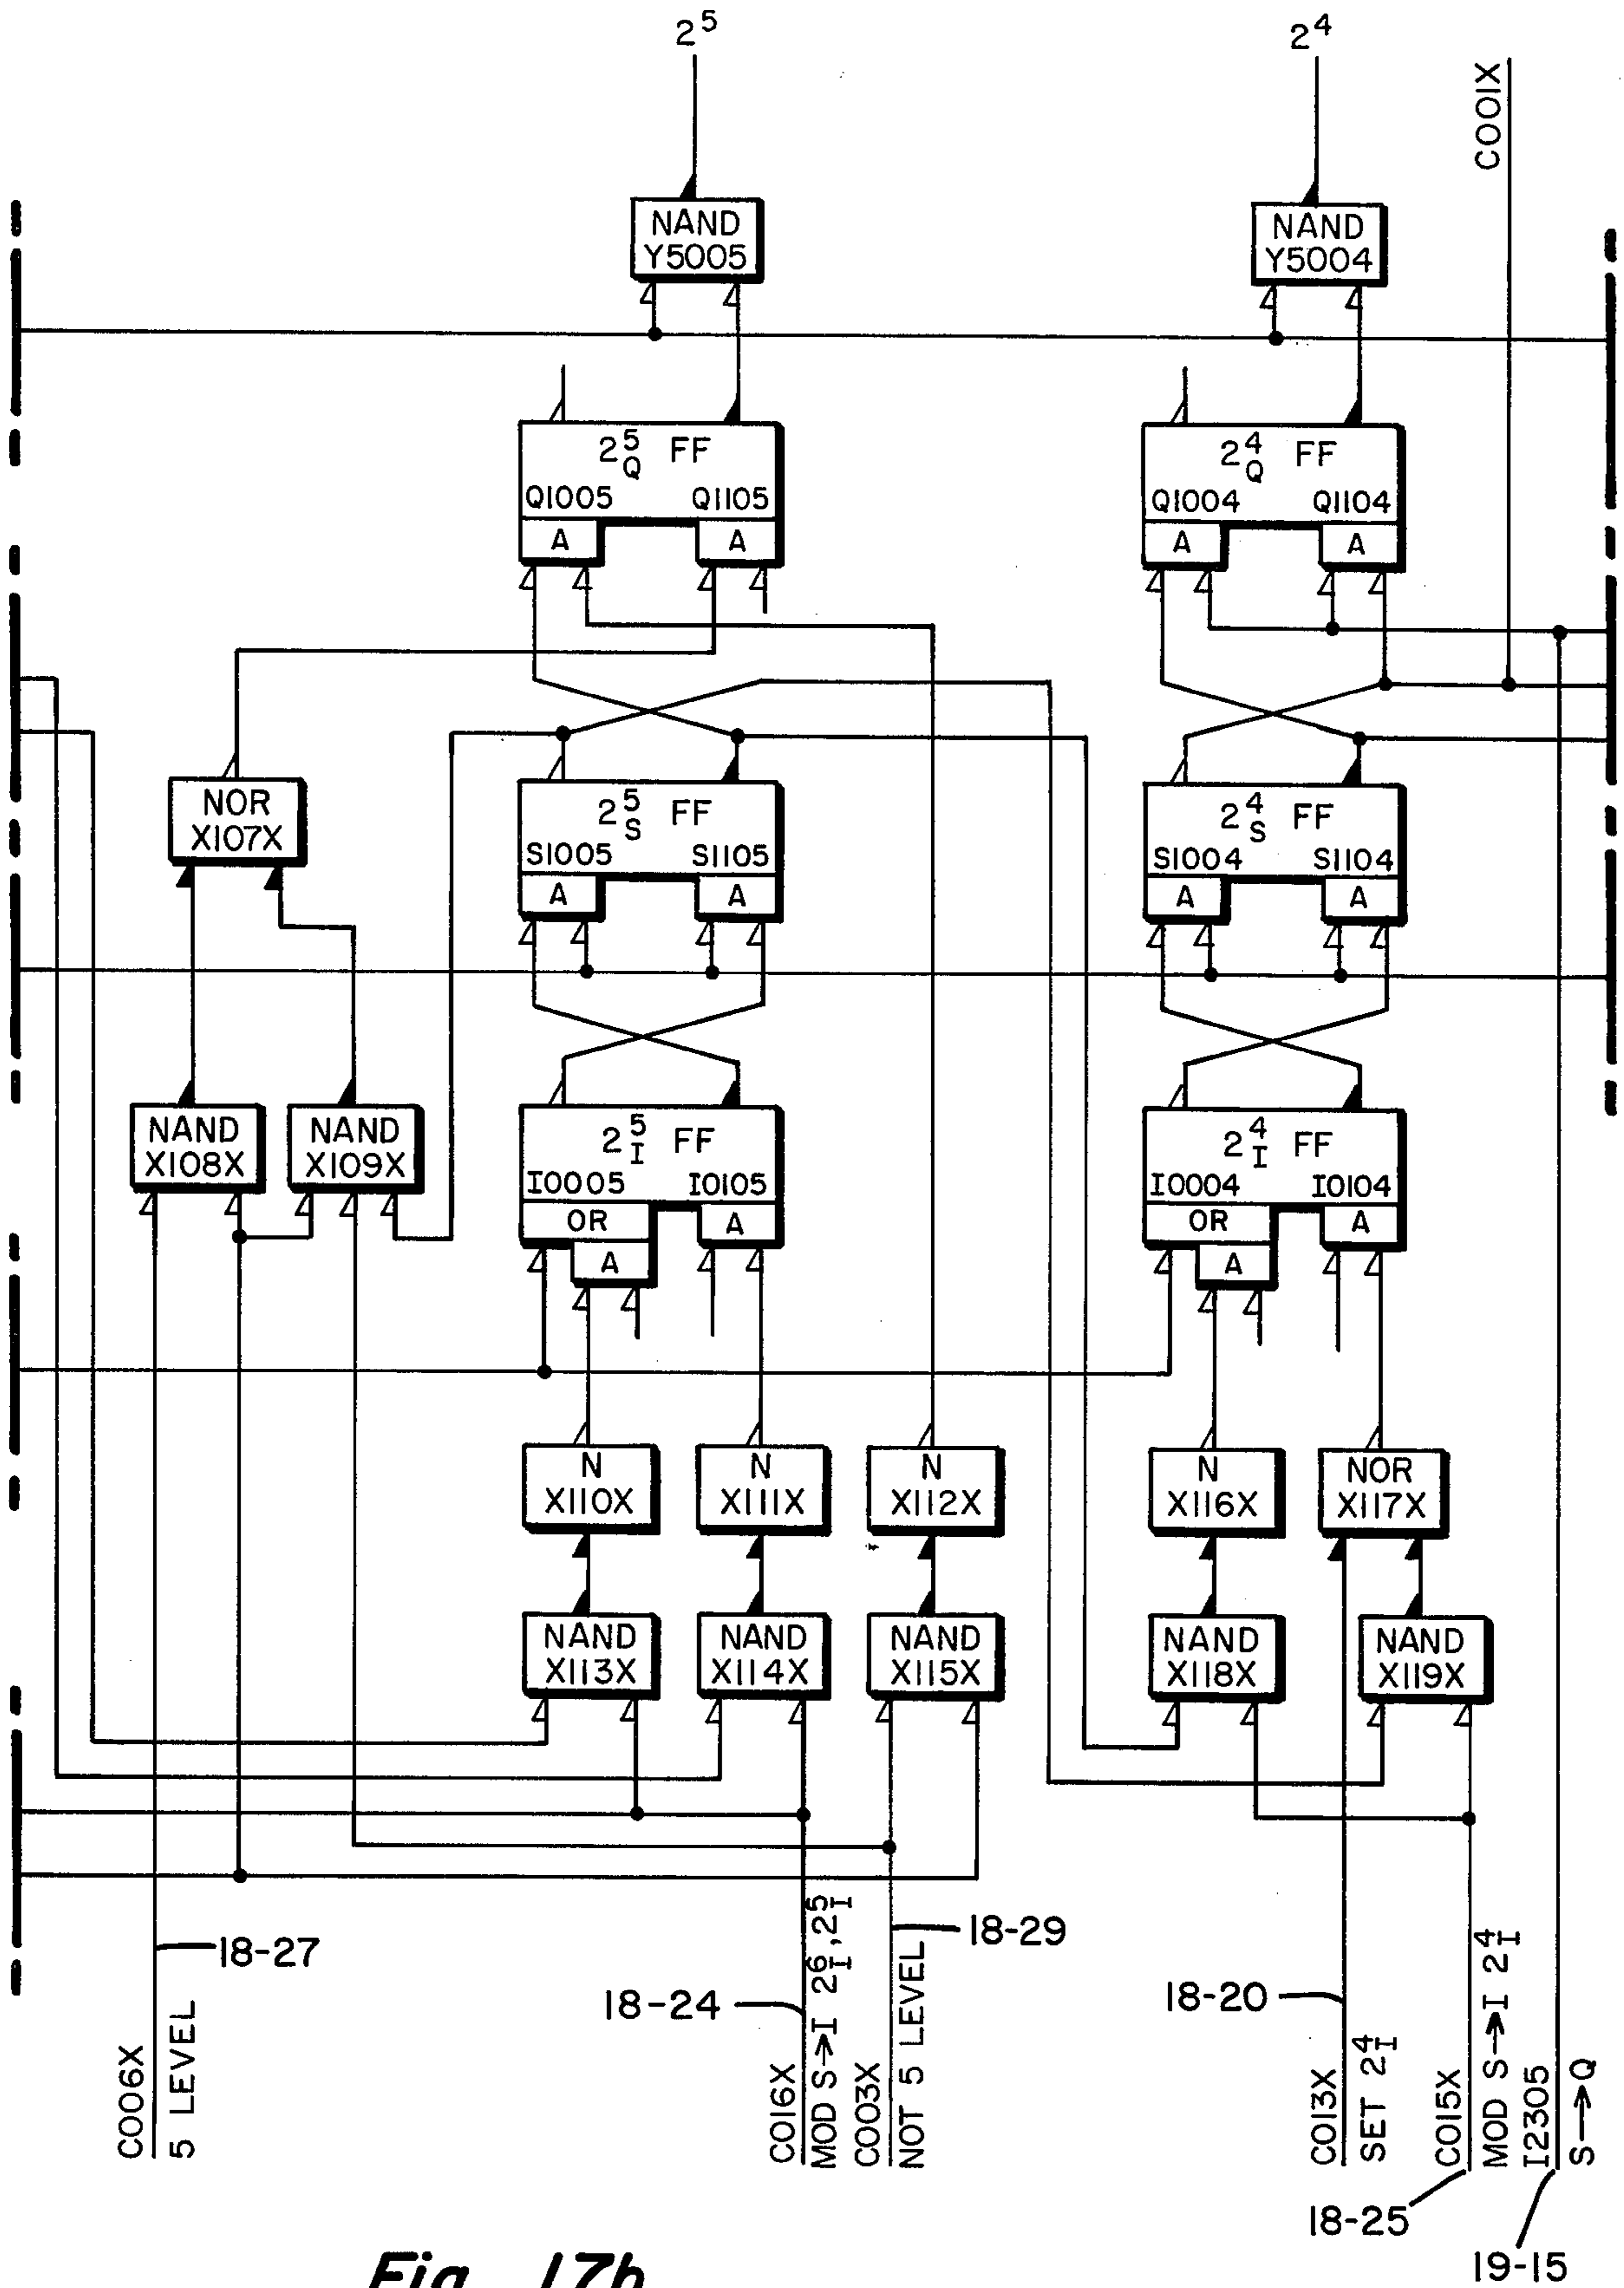 2⁵
2⁴
C001X
NAND
Y5005
NAND
Y5004
2⁵Q FF
Q1005 Q1105
A A
2⁴Q FF
Q1004 Q1104
A A
NOR
X107X
2⁵S FF
S1005 S1105
A A
2⁴S FF
S1004 S1104
A A
NAND
X108X
NAND
X109X
2⁵I FF
I0005 I0105
OR A
A
2⁴I FF
I0004 I0104
OR A
A
N
X110X
N
X111X
N
X112X
N
X116X
NOR
X117X
NAND
X113X
NAND
X114X
NAND
X115X
NAND
X118X
NAND
X119X
18-27
18-24
18-29
18-20
C006X
5 LEVEL
C016X
MOD S→I 2⁶I,2⁵I
C003X
NOT 5 LEVEL
C013X
SET 2⁴I
C015X
MOD S→I 2⁴I
I2305
S→Q
18-25
19-15
Fig. 17b